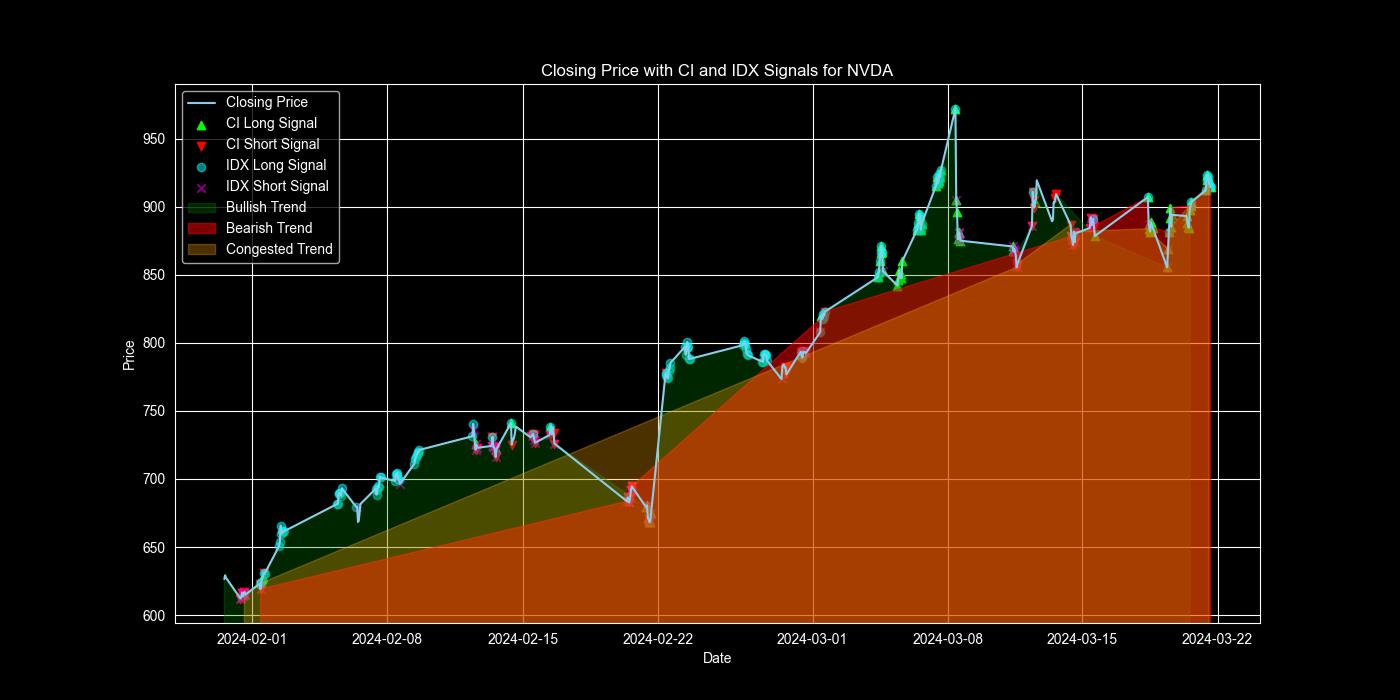 Closing Price with CI and IDX Signals for NVDA
Closing Price
CI Long Signal
CI Short Signal
IDX Long Signal
IDX Short Signal
Bullish Trend
Bearish Trend
Congested Trend
Price
950
900
850
800
750
700
650
600
2024-02-01
2024-02-08
2024-02-15
2024-02-22
2024-03-01
2024-03-08
2024-03-15
2024-03-22
Date